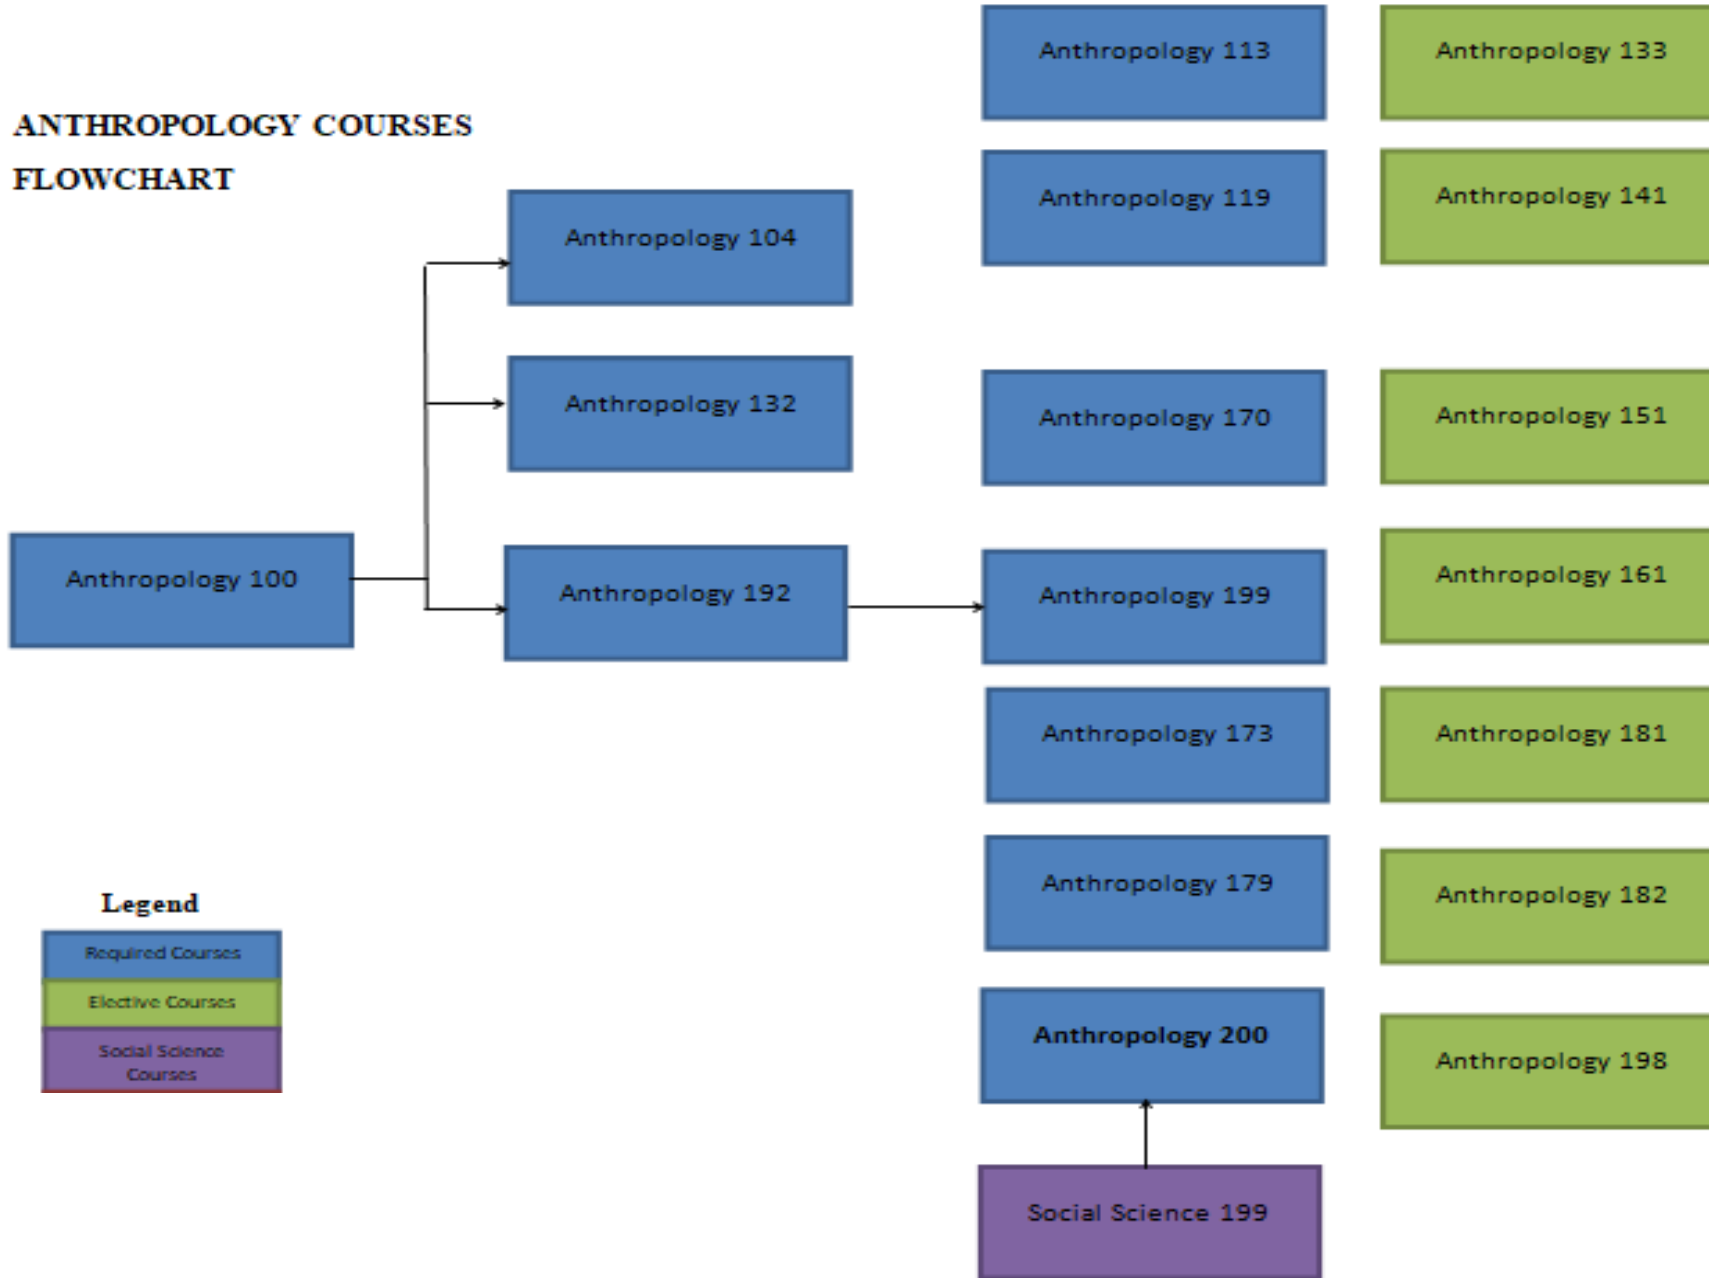 ANTHROPOLOGY COURSES
FLOWCHART
Anthropology 100
Anthropology 104
Anthropology 132
Anthropology 192
Anthropology 113
Anthropology 119
Anthropology 170
Anthropology 199
Anthropology 173
Anthropology 179
Anthropology 200
Social Science 199
Anthropology 133
Anthropology 141
Anthropology 151
Anthropology 161
Anthropology 181
Anthropology 182
Anthropology 198
Legend
Required Courses
Elective Courses
Social Science
Courses